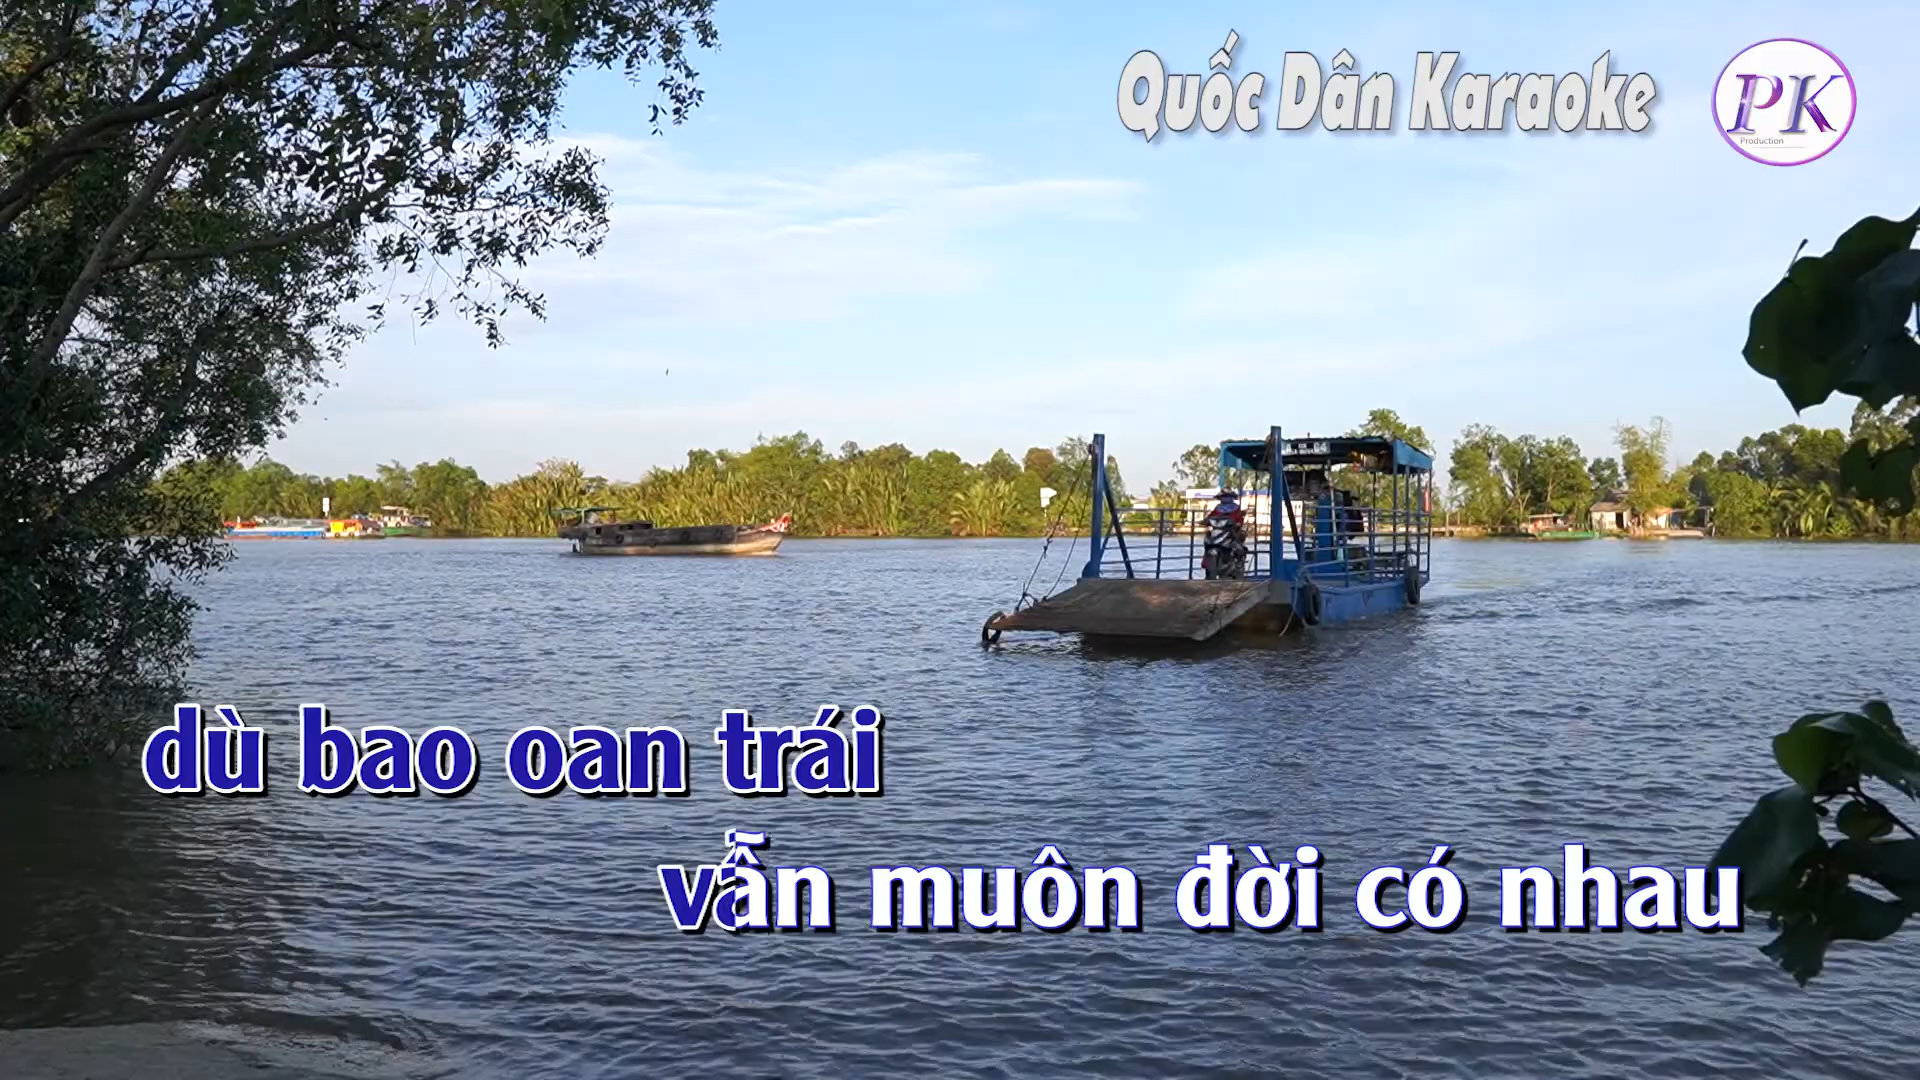 Quốc Dân Karaoke
PK
Production
dù bao oan trái
vẫn muôn đời có nhau